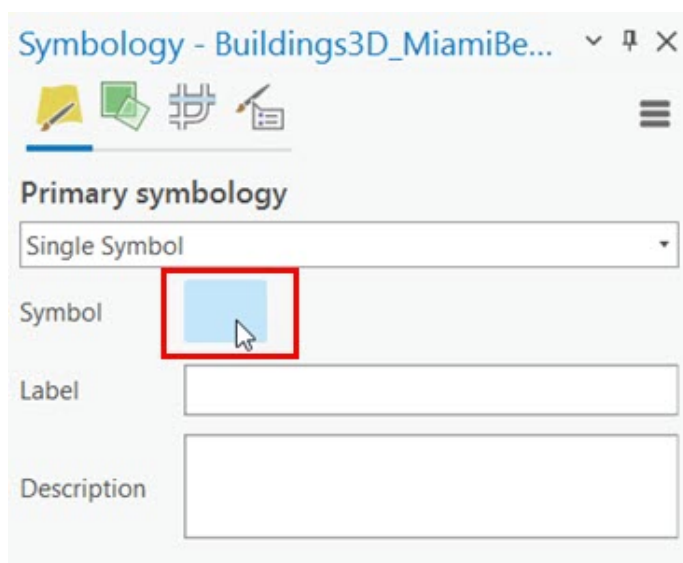 Symbology - Buildings3D_MiamiBe...
Primary symbology
Single Symbol
Symbol
Label
Description